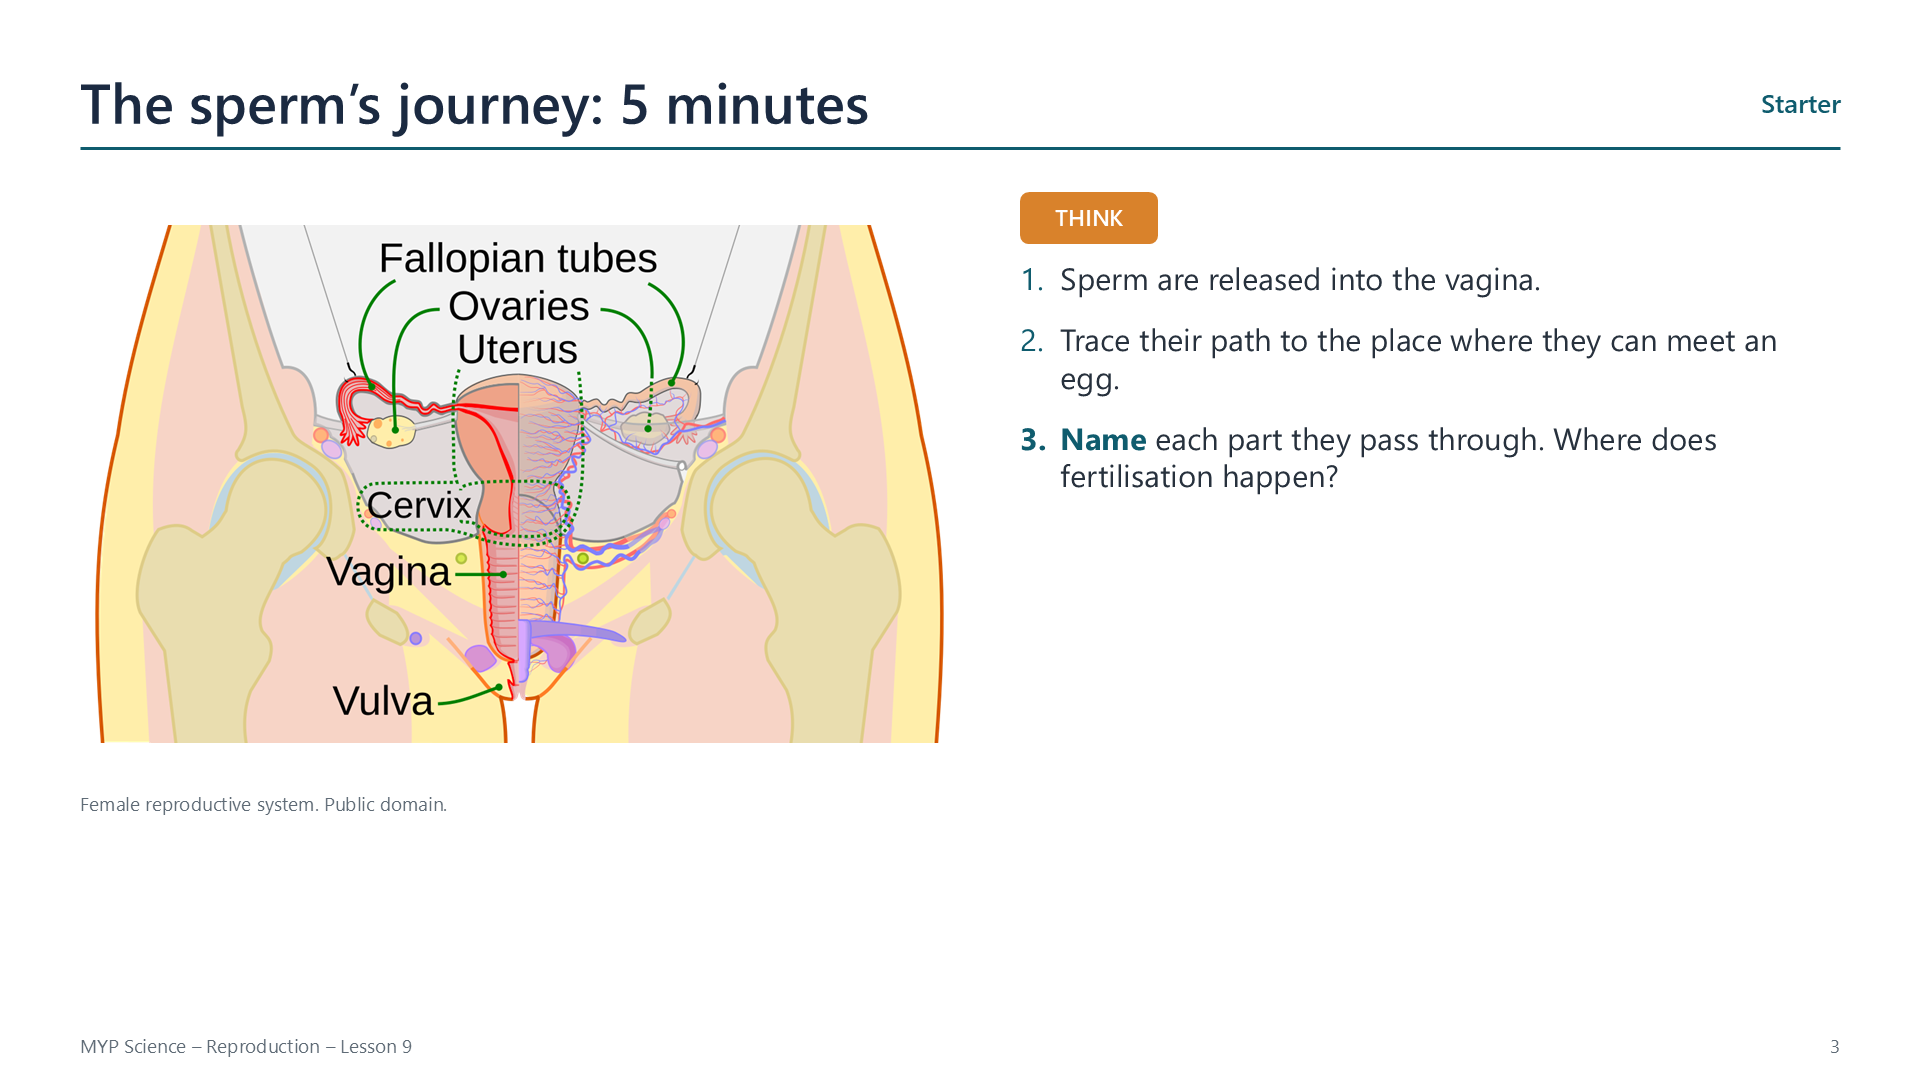 The sperm’s journey: 5 minutes
Starter
Fallopian tubes
Ovaries
Uterus
Cervix
Vagina
Vulva
Female reproductive system. Public domain.
THINK
1. Sperm are released into the vagina.
2. Trace their path to the place where they can meet an
egg.
3. Name each part they pass through. Where does
fertilisation happen?
MYP Science – Reproduction – Lesson 9
3